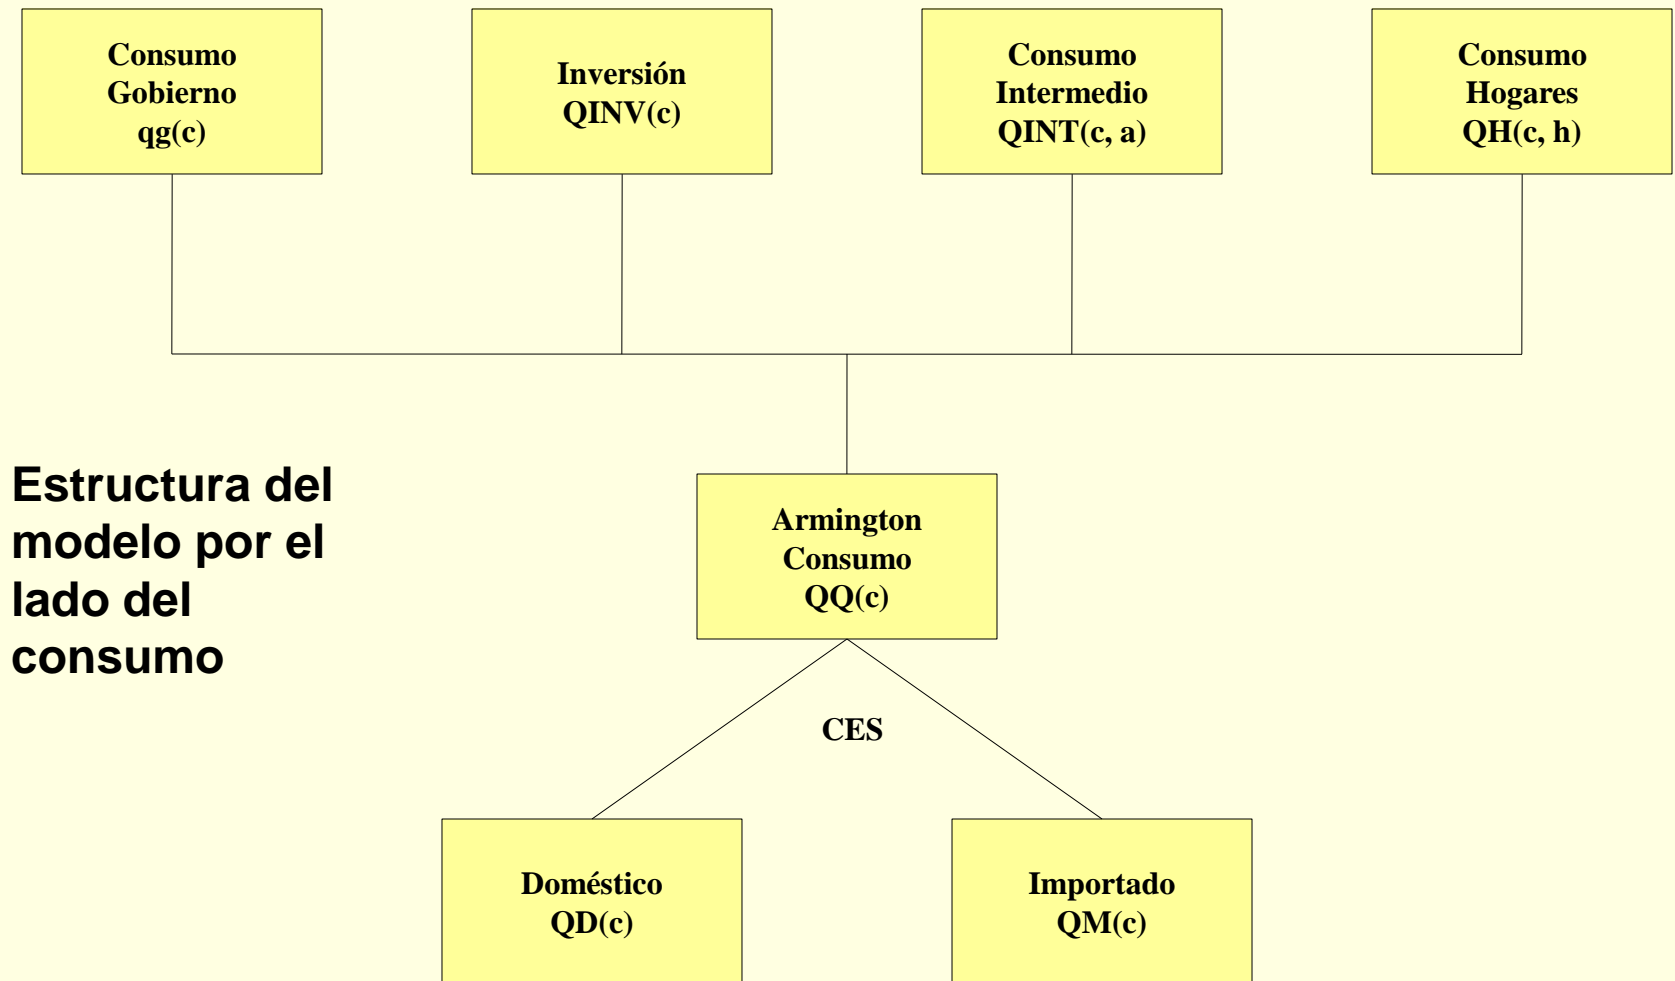 Consumo
Gobierno
qg(c)
Inversión
QINV(c)
Consumo
Intermedio
QINT(c, a)
Consumo
Hogares
QH(c, h)
Estructura del
modelo por el
lado del
consumo
Armington
Consumo
QQ(c)
CES
Doméstico
QD(c)
Importado
QM(c)